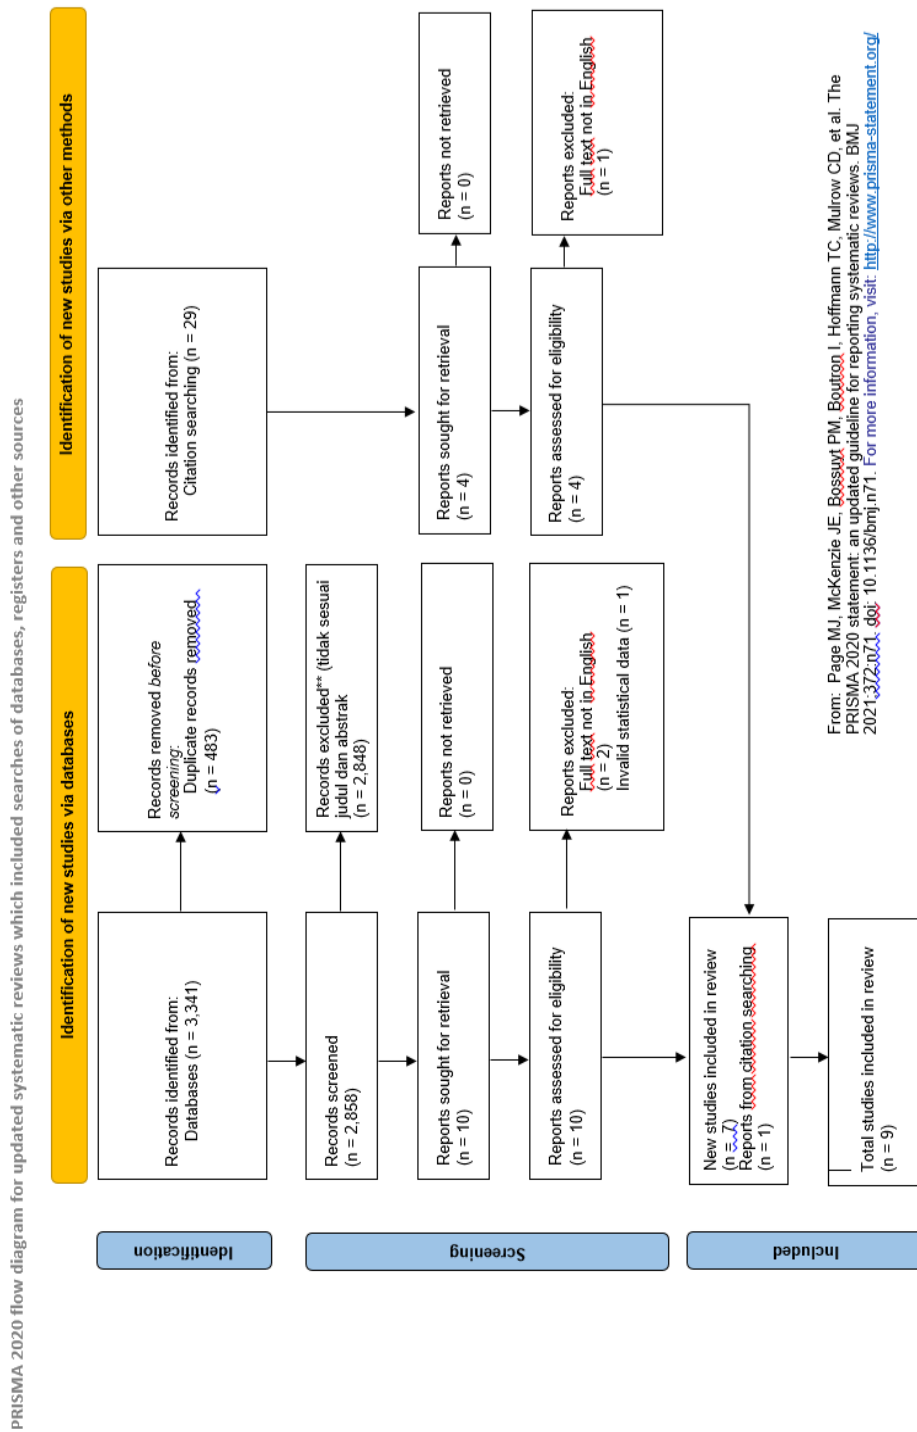 PRISMA 2020 flow diagram for updated systematic reviews which included searches of databases, registers and other sources
Identification of new studies via databases
Identification of new studies via other methods
Identification
Records identified from:
Databases (n = 3,341)
Records removed before
screening:
Duplicate records removed
(n = 483)
Records identified from:
Citation searching (n = 29)
Screening
Records screened
(n = 2,858)
Records excluded** (tidak sesuai
judul dan abstrak
(n = 2,848)
Reports sought for retrieval
(n = 10)
Reports not retrieved
(n = 0)
Reports sought for retrieval
(n = 4)
Reports not retrieved
(n = 0)
Reports assessed for eligibility
(n = 10)
Reports excluded:
Full text not in English
(n = 2)
Invalid statistical data (n = 1)
Reports assessed for eligibility
(n = 4)
Reports excluded:
Full text not in English
(n = 1)
Included
New studies included in review
(n = 7)
Reports from citation searching
(n = 1)
Total studies included in review
(n = 9)
From: Page MJ, McKenzie JE, Bossuyt PM, Boutron I, Hoffmann TC, Mulrow CD, et al. The
PRISMA 2020 statement: an updated guideline for reporting systematic reviews. BMJ
2021;372:n71. doi: 10.1136/bmj.n71. For more information, visit: http://www.prisma-statement.org/